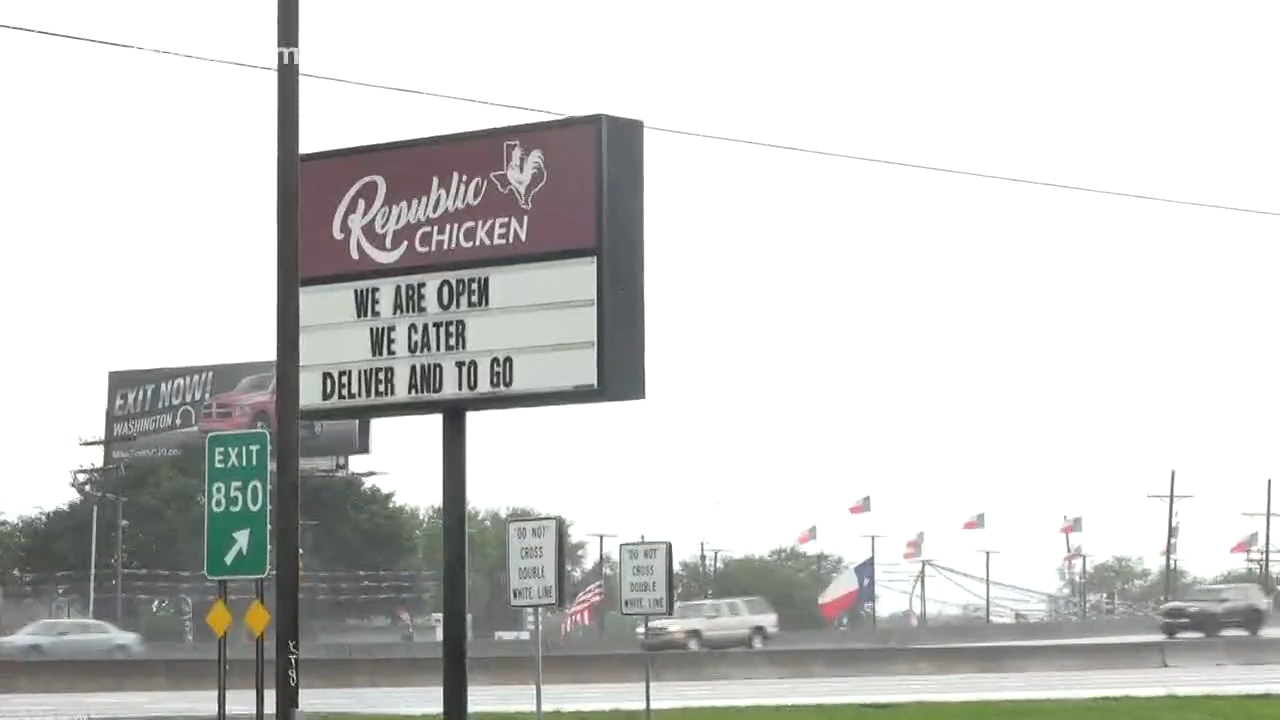 Republic
CHICKEN
WE ARE OPEN
WE CATER
DELIVER AND TO GO
EXIT NOW!
WASHINGTON
EXIT
850
"DO NOT"
CROSS
DOUBLE
WHITE LINE
"DO NOT"
CROSS
DOUBLE
WHITE LINE